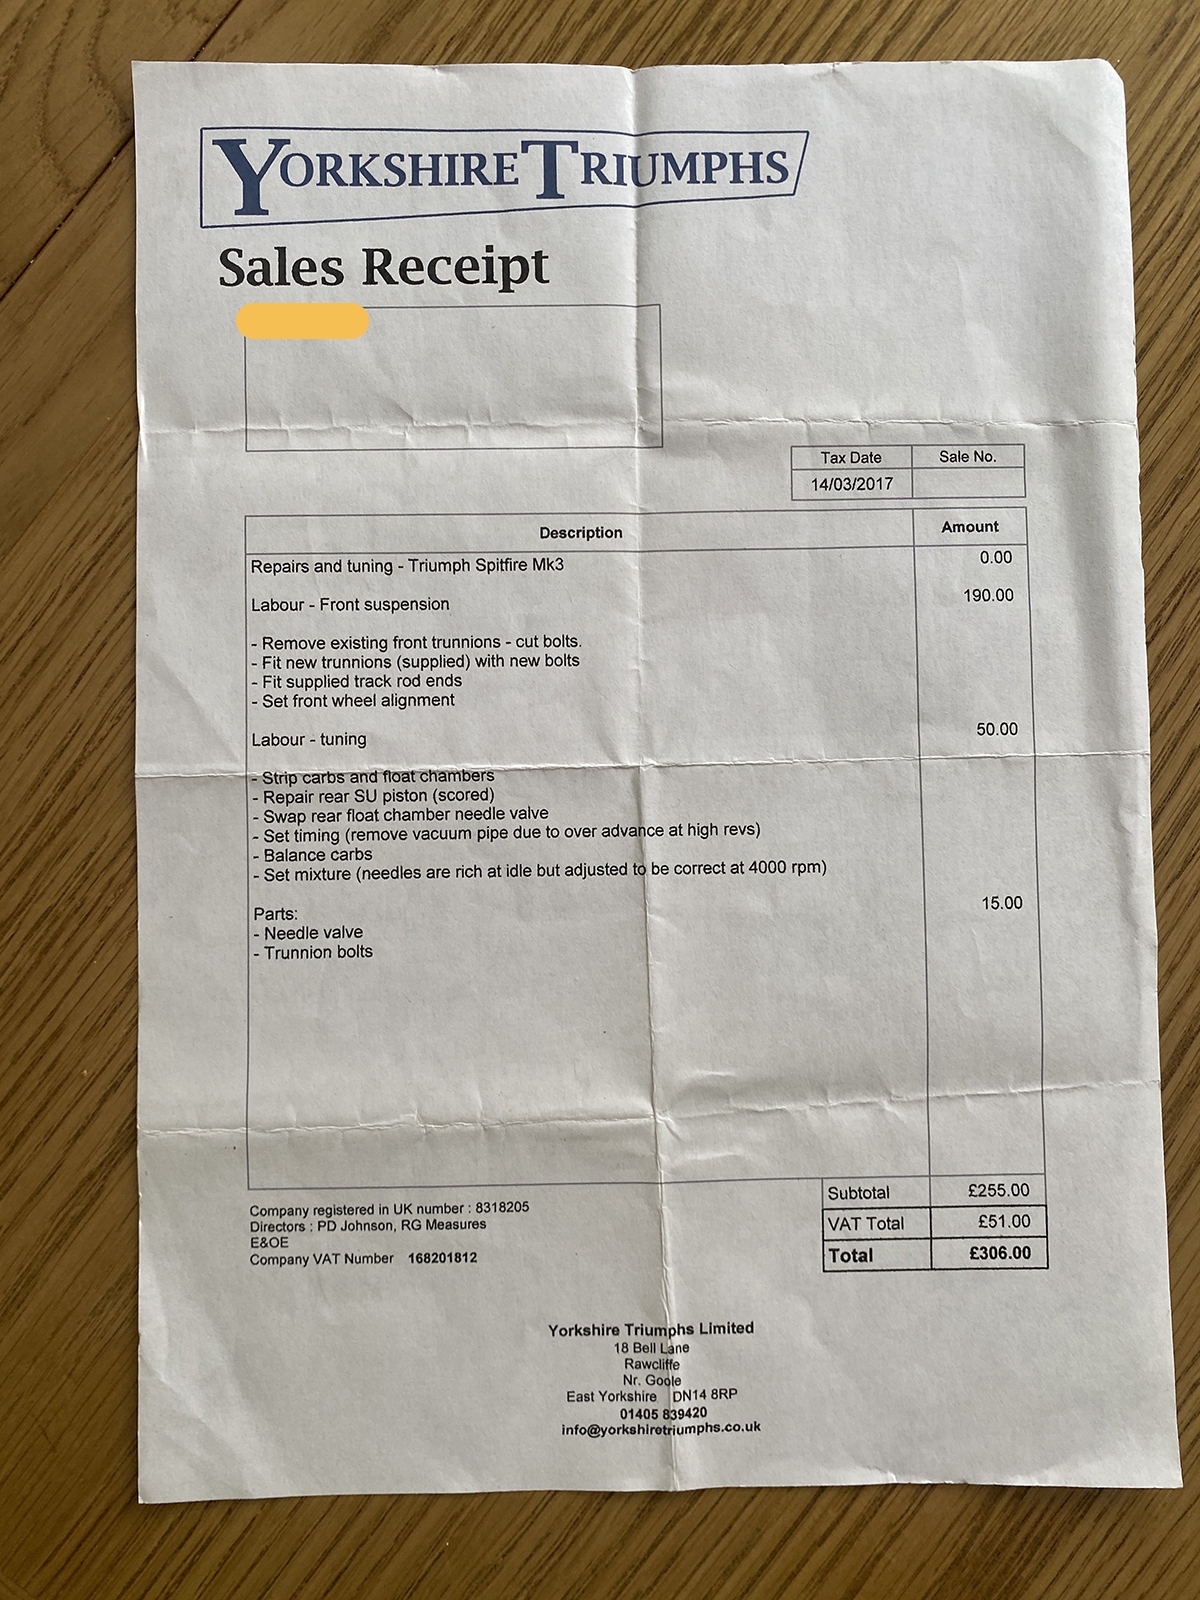 YORKSHIRE TRIUMPHS
Sales Receipt
Tax Date Sale No.
14/03/2017
Description Amount
Repairs and tuning - Triumph Spitfire Mk3 0.00
Labour - Front suspension 190.00
- Remove existing front trunnions - cut bolts.
- Fit new trunnions (supplied) with new bolts
- Fit supplied track rod ends
- Set front wheel alignment
Labour - tuning 50.00
- Strip carbs and float chambers
- Repair rear SU piston (scored)
- Swap rear float chamber needle valve
- Set timing (remove vacuum pipe due to over advance at high revs)
- Balance carbs
- Set mixture (needles are rich at idle but adjusted to be correct at 4000 rpm)
Parts: 15.00
- Needle valve
- Trunnion bolts
Subtotal £255.00
VAT Total £51.00
Total £306.00
Company registered in UK number : 8318205
Directors : PD Johnson, RG Measures
E&OE
Company VAT Number 168201812
Yorkshire Triumphs Limited
18 Bell Lane
Rawcliffe
Nr. Goole
East Yorkshire DN14 8RP
01405 839420
info@yorkshiretriumphs.co.uk